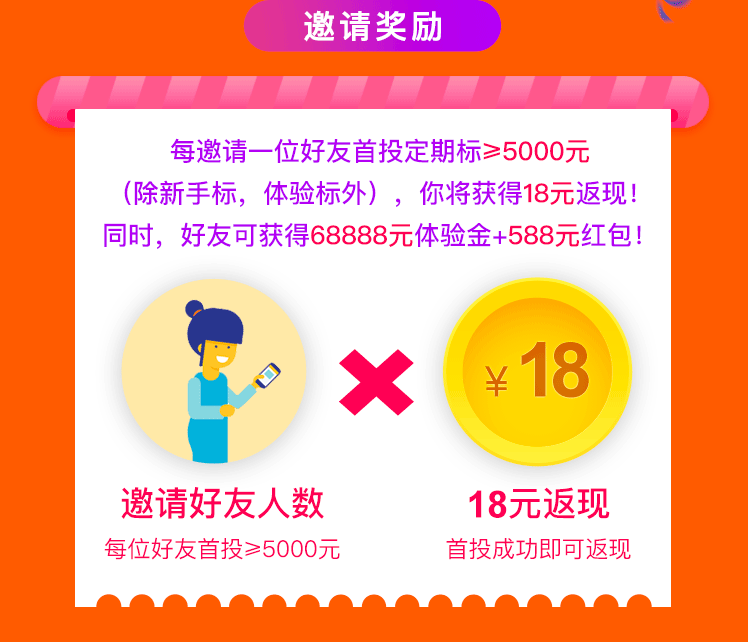 邀请奖励
每邀请一位好友首投定期标≥5000元
（除新手标，体验标外），你将获得18元返现！
同时，好友可获得68888元体验金+588元红包！
¥18
邀请好友人数
18元返现
每位好友首投≥5000元
首投成功即可返现